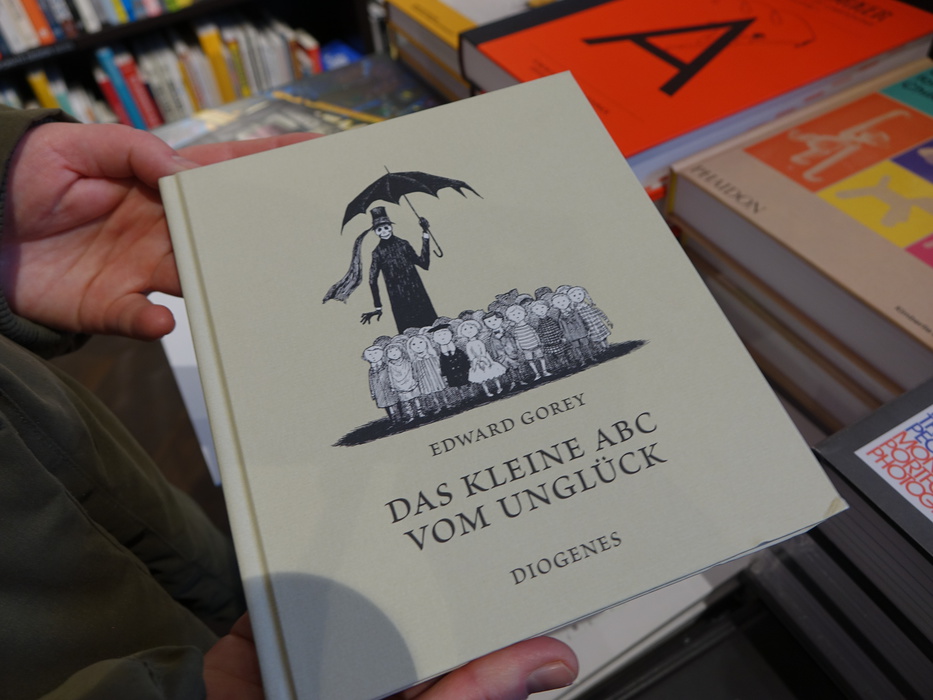 EDWARD GOREY
DAS KLEINE ABC
VOM UNGLÜCK
DIOGENES
A
PHAIDON